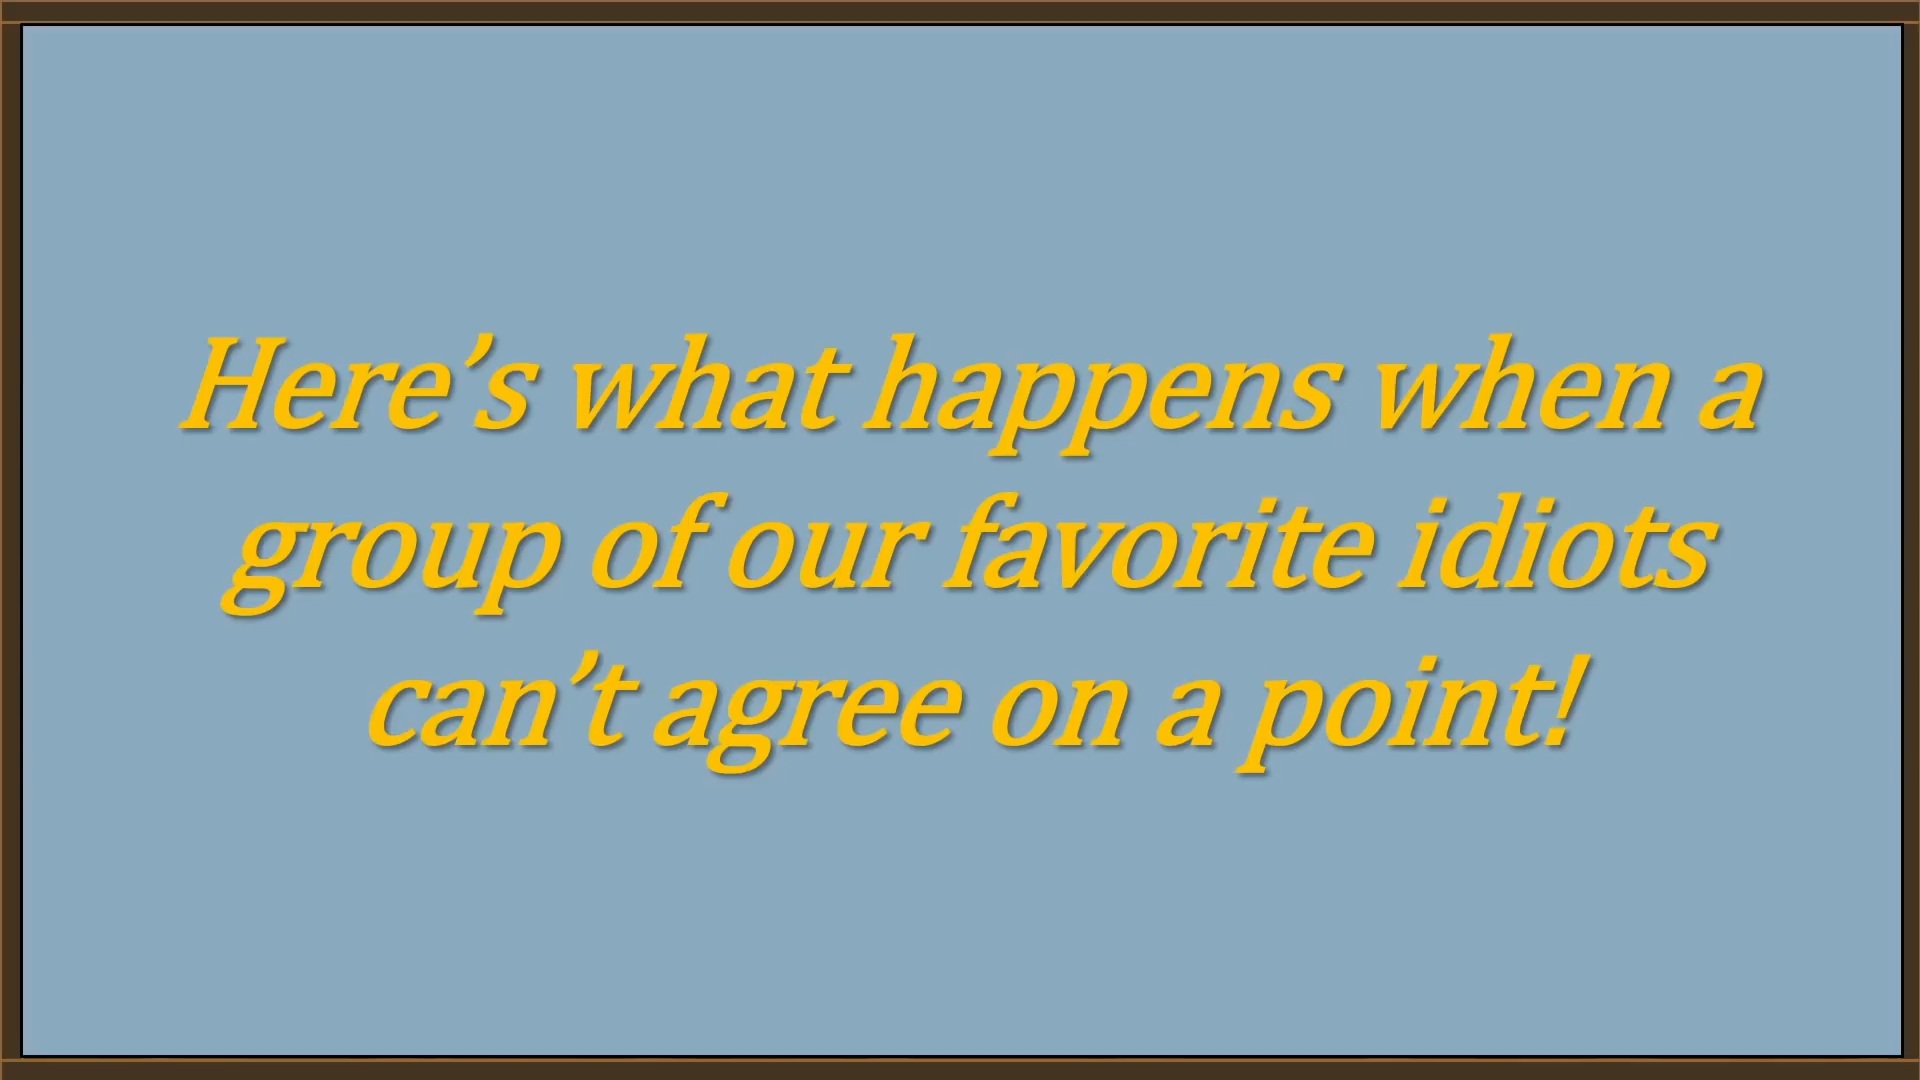 Here’s what happens when a
group of our favorite idiots
can’t agree on a point!